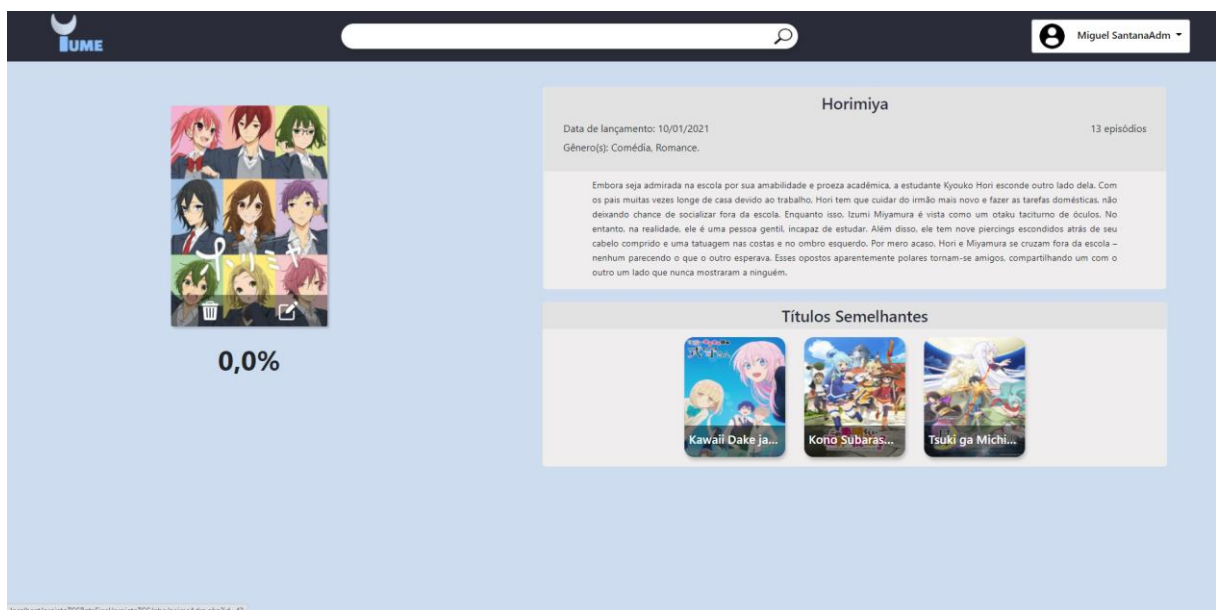 YUME
Miguel SantanaAdm
ホリミヤ
0,0%
Horimiya
Data de lançamento: 10/01/2021
13 episódios
Gênero(s): Comédia, Romance.
Embora seja admirada na escola por sua amabilidade e proeza acadêmica, a estudante Kyouko Hori esconde outro lado dela. Com
os pais muitas vezes longe de casa devido ao trabalho, Hori tem que cuidar do irmão mais novo e fazer as tarefas domésticas, não
deixando chance de socializar fora da escola. Enquanto isso, Izumi Miyamura é vista como um otaku taciturno de óculos. No
entanto, na realidade, ele é uma pessoa gentil, incapaz de estudar. Além disso, ele tem nove piercings escondidos atrás de seu
cabelo comprido e uma tatuagem nas costas e no ombro esquerdo. Por mero acaso, Hori e Miyamura se cruzam fora da escola –
nenhum parecendo o que o outro esperava. Esses opostos aparentemente polares tornam-se amigos, compartilhando um com o
outro um lado que nunca mostraram a ninguém.
Títulos Semelhantes
Kawaii Dake ja...
Kono Subaras...
Tsuki ga Michi...